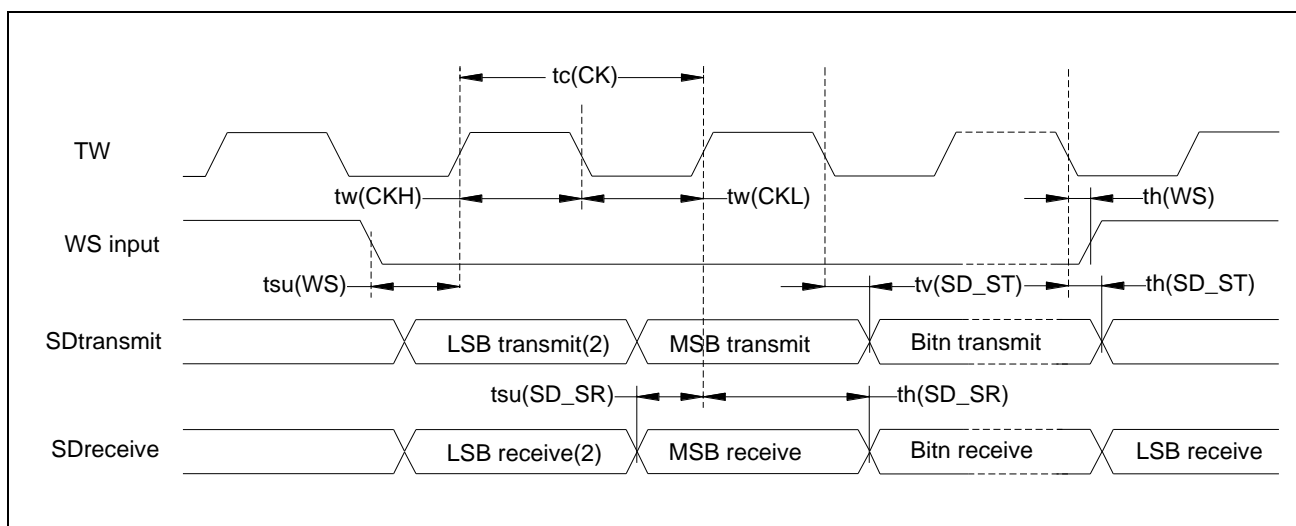 tc(CK)
TW
tw(CKH)
tw(CKL)
th(WS)
WS input
tsu(WS)
tv(SD_ST)
th(SD_ST)
SDtransmit
LSB transmit(2)
MSB transmit
Bitn transmit
tsu(SD_SR)
th(SD_SR)
SDreceive
LSB receive(2)
MSB receive
Bitn receive
LSB receive